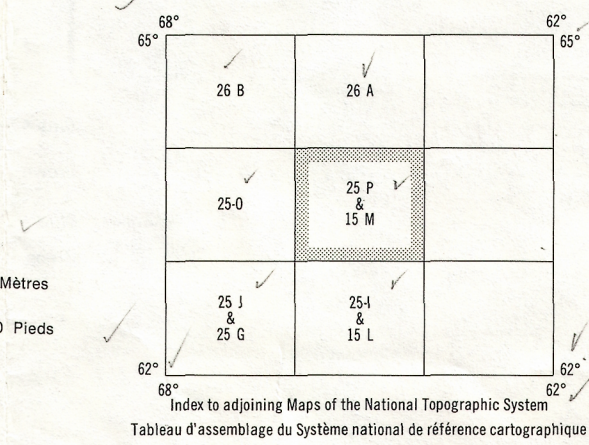 68° 62°
65° 65°
26 B 26 A
25-O 25 P
&
15 M
Mètres
25 J 25-I
& &
25 G 15 L
Pieds
62° 62°
68° 62°
Index to adjoining Maps of the National Topographic System
Tableau d'assemblage du Système national de référence cartographique